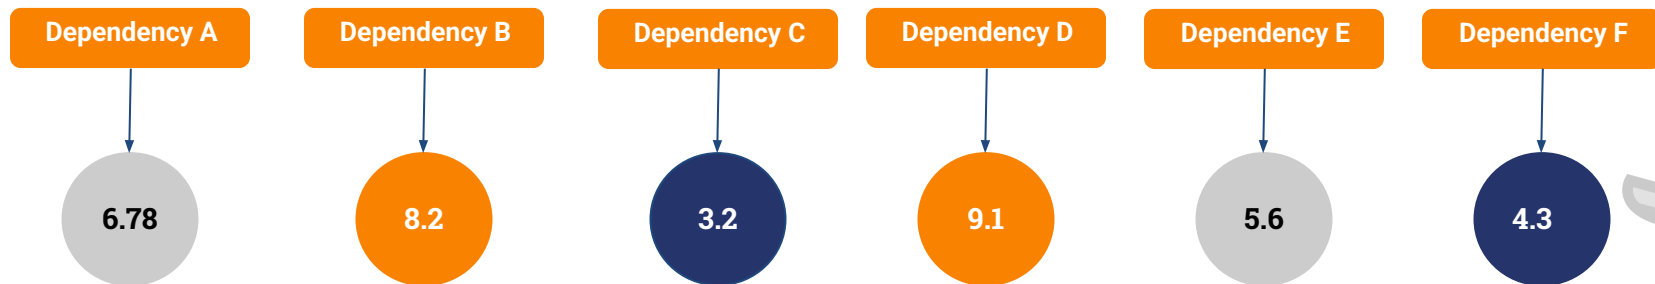 Dependency A
Dependency B
Dependency C
Dependency D
Dependency E
Dependency F
6.78
8.2
3.2
9.1
5.6
4.3